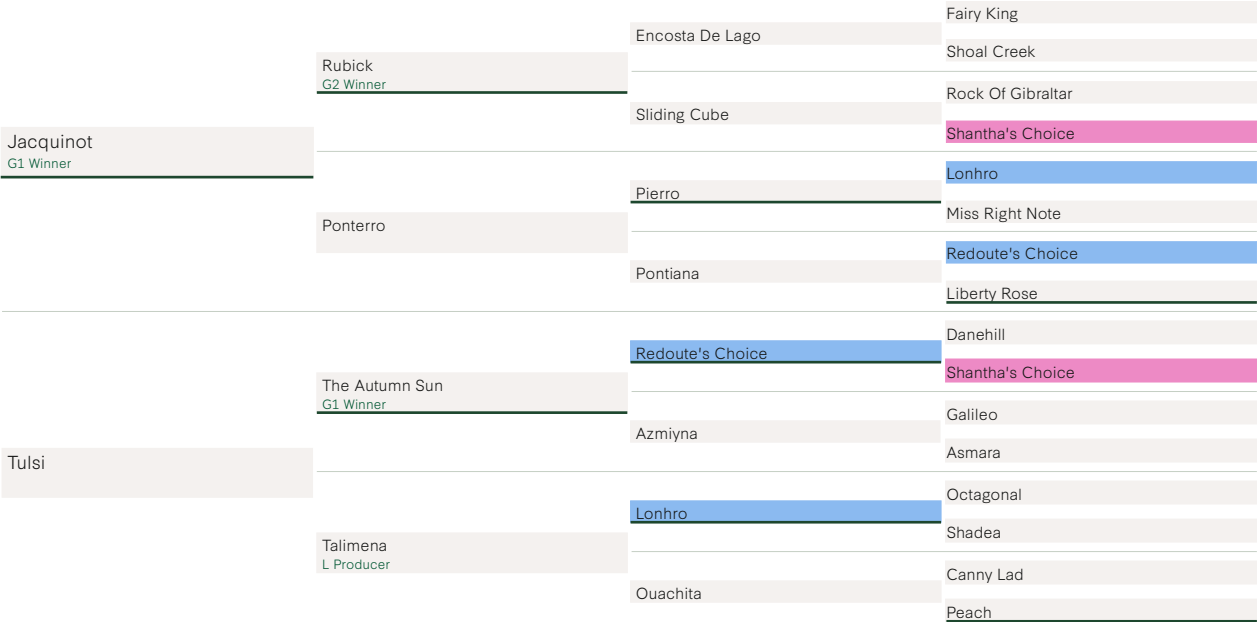 Jacquinot
G1 Winner
Tulsi
Rubick
G2 Winner
Ponterro
The Autumn Sun
G1 Winner
Talimena
L Producer
Encosta De Lago
Sliding Cube
Pierro
Pontiana
Redoute's Choice
Azmiyna
Lonhro
Ouachita
Fairy King
Shoal Creek
Rock Of Gibraltar
Shantha's Choice
Lonhro
Miss Right Note
Redoute's Choice
Liberty Rose
Danehill
Shantha's Choice
Galileo
Asmara
Octagonal
Shadea
Canny Lad
Peach